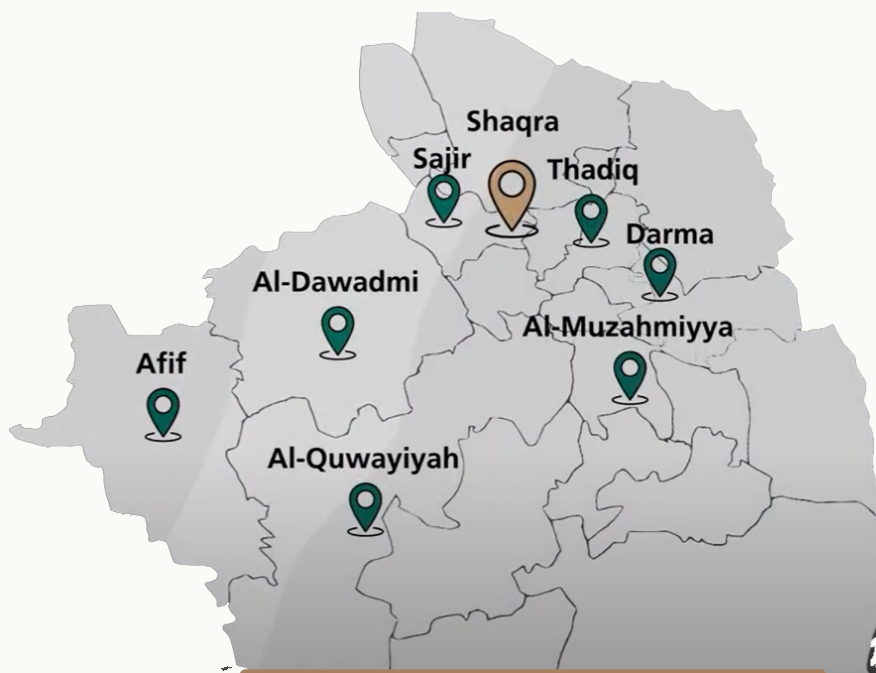 Shaqra
Sajir
Thadiq
Darma
Al-Dawadmi
Al-Muzahmiyya
Afif
Al-Quwayiyah